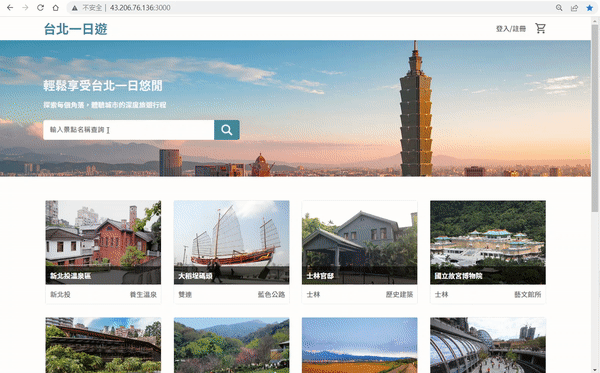 不安全 | 43.206.76.136:3000
台北一日遊
登入/註冊
輕鬆享受台北一日悠閒
探索每個角落，體驗城市的深度旅遊行程
輸入景點名稱查詢
新北投溫泉區
大稻埕碼頭
士林官邸
國立故宮博物院
新北投 養生溫泉
雙連 藍色公路
士林 歷史建築
士林 藝文館所